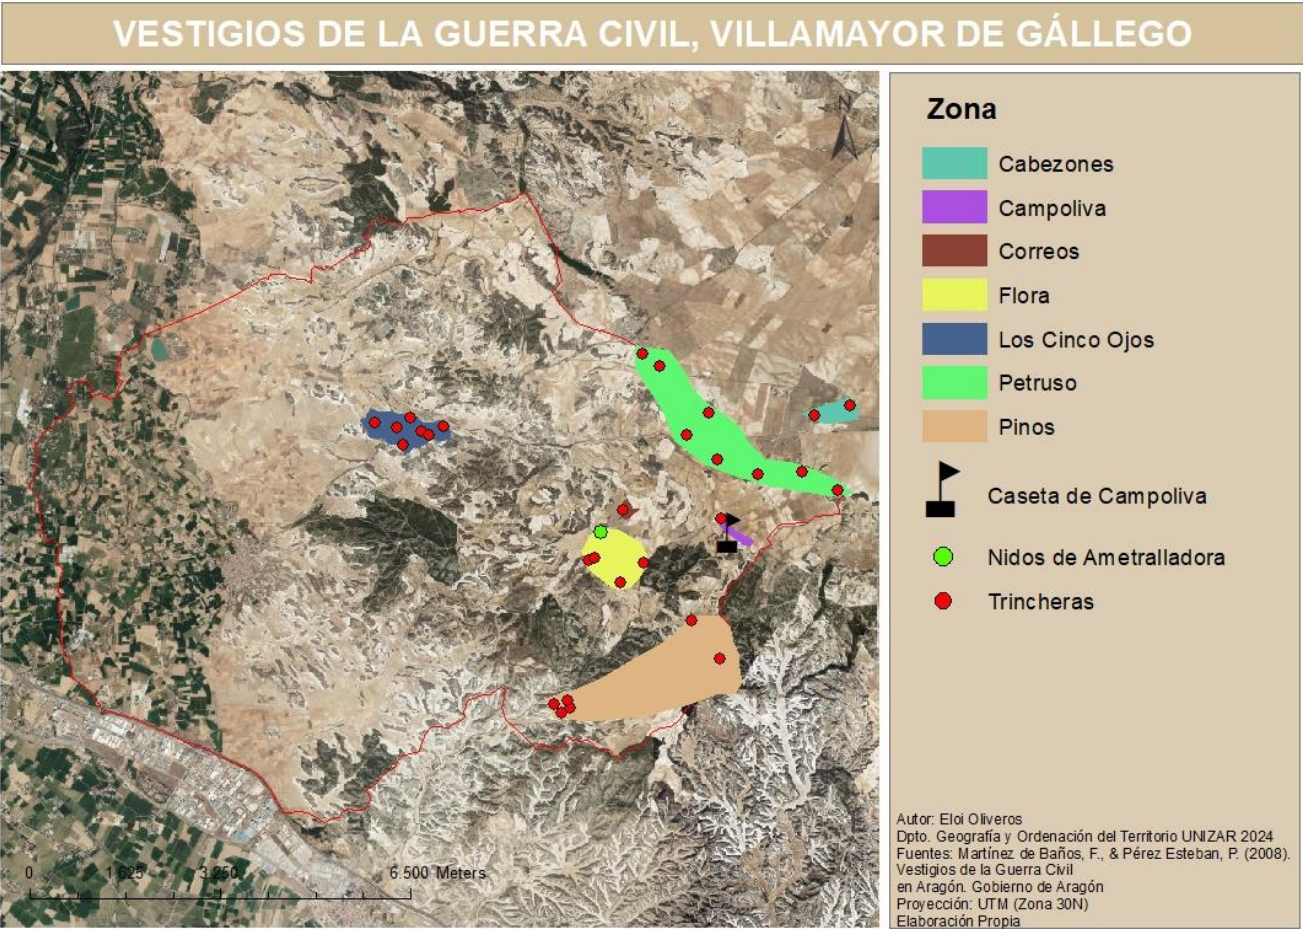 VESTIGIOS DE LA GUERRA CIVIL, VILLAMAYOR DE GÁLLEGO
N
Zona
Cabezones
Campoliva
Correos
Flora
Los Cinco Ojos
Petruso
Pinos
Caseta de Campoliva
Nidos de Ametralladora
Trincheras
0 1.625 3.250 6.500 Meters
Autor: Eloi Oliveros
Dpto. Geografía y Ordenación del Territorio UNIZAR 2024
Fuentes: Martínez de Baños, F., & Pérez Esteban, P. (2008).
Vestigios de la Guerra Civil
en Aragón. Gobierno de Aragón
Proyección: UTM (Zona 30N)
Elaboración Propia